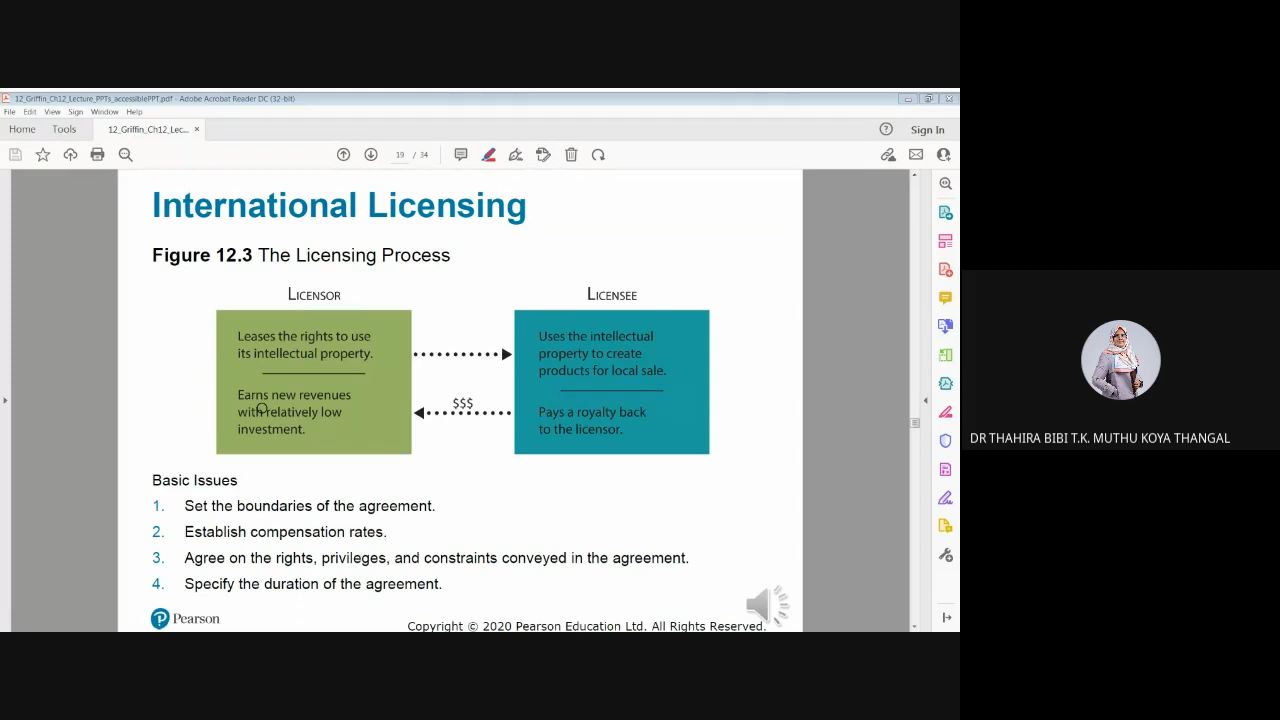 12_Griffin_Ch12_Lecture_PPTs_accessiblePPT.pdf - Adobe Acrobat Reader DC (32-bit)
File Edit View Sign Window Help
Home Tools 12_Griffin_Ch12_Lec... × Sign In
19 / 34
International Licensing
Figure 12.3 The Licensing Process
LICENSOR
LICENSEE
Leases the rights to use
its intellectual property.
Earns new revenues
with relatively low
investment.
$$$
Uses the intellectual
property to create
products for local sale.
Pays a royalty back
to the licensor.
Basic Issues
1. Set the boundaries of the agreement.
2. Establish compensation rates.
3. Agree on the rights, privileges, and constraints conveyed in the agreement.
4. Specify the duration of the agreement.
Pearson
Copyright © 2020 Pearson Education Ltd. All Rights Reserved.
DR THAHIRA BIBI T.K. MUTHU KOYA THANGAL